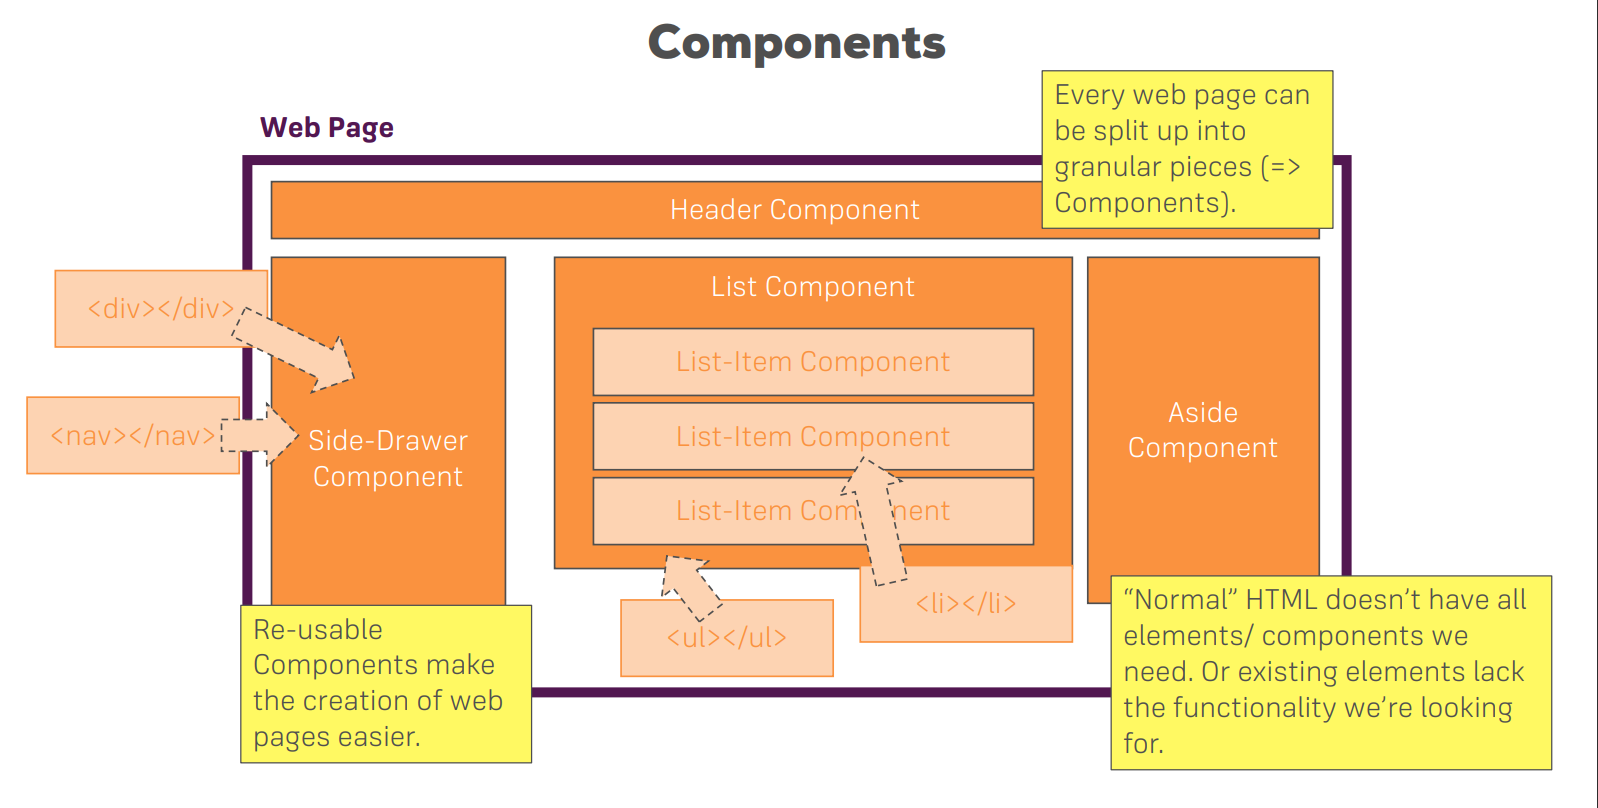 Components
Every web page can
be split up into
granular pieces (=>
Components).
Web Page
Header Component
<div></div>
<nav></nav>
Side-Drawer
Component
List Component
List-Item Component
List-Item Component
List-Item Component
Aside
Component
<ul></ul>
<li></li>
Re-usable
Components make
the creation of web
pages easier.
“Normal” HTML doesn’t have all
elements/ components we
need. Or existing elements lack
the functionality we’re looking
for.